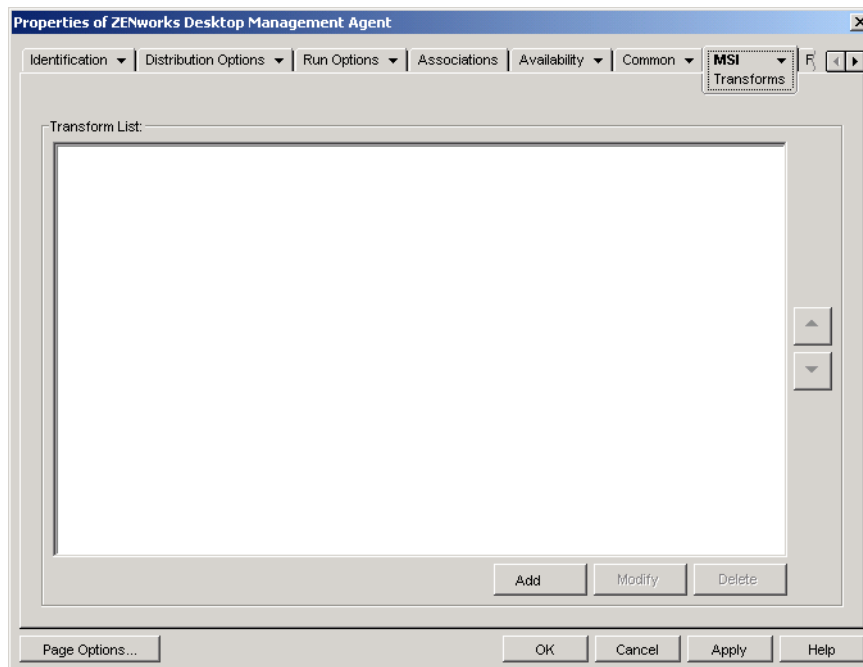 Properties of ZENworks Desktop Management Agent
Identification Distribution Options Run Options Associations Availability Common MSI F
Transforms
Transform List:
Add Modify Delete
Page Options... OK Cancel Apply Help